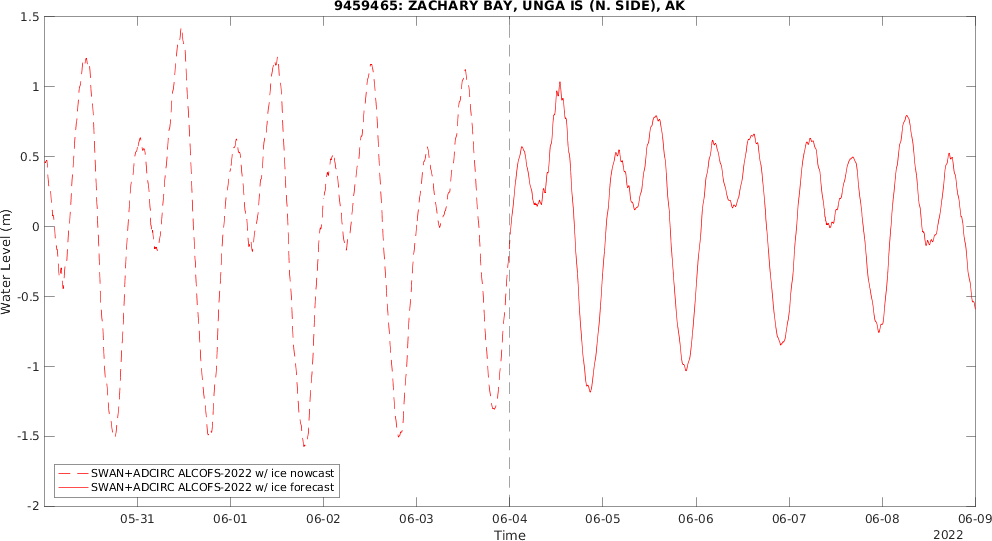 9459465: ZACHARY BAY, UNGA IS (N. SIDE), AK
1.5
1
0.5
0
-0.5
-1
-1.5
-2
Water Level (m)
SWAN+ADCIRC ALCOFS-2022 w/ ice nowcast
SWAN+ADCIRC ALCOFS-2022 w/ ice forecast
05-31 06-01 06-02 06-03 06-04 06-05 06-06 06-07 06-08 06-09
Time
2022